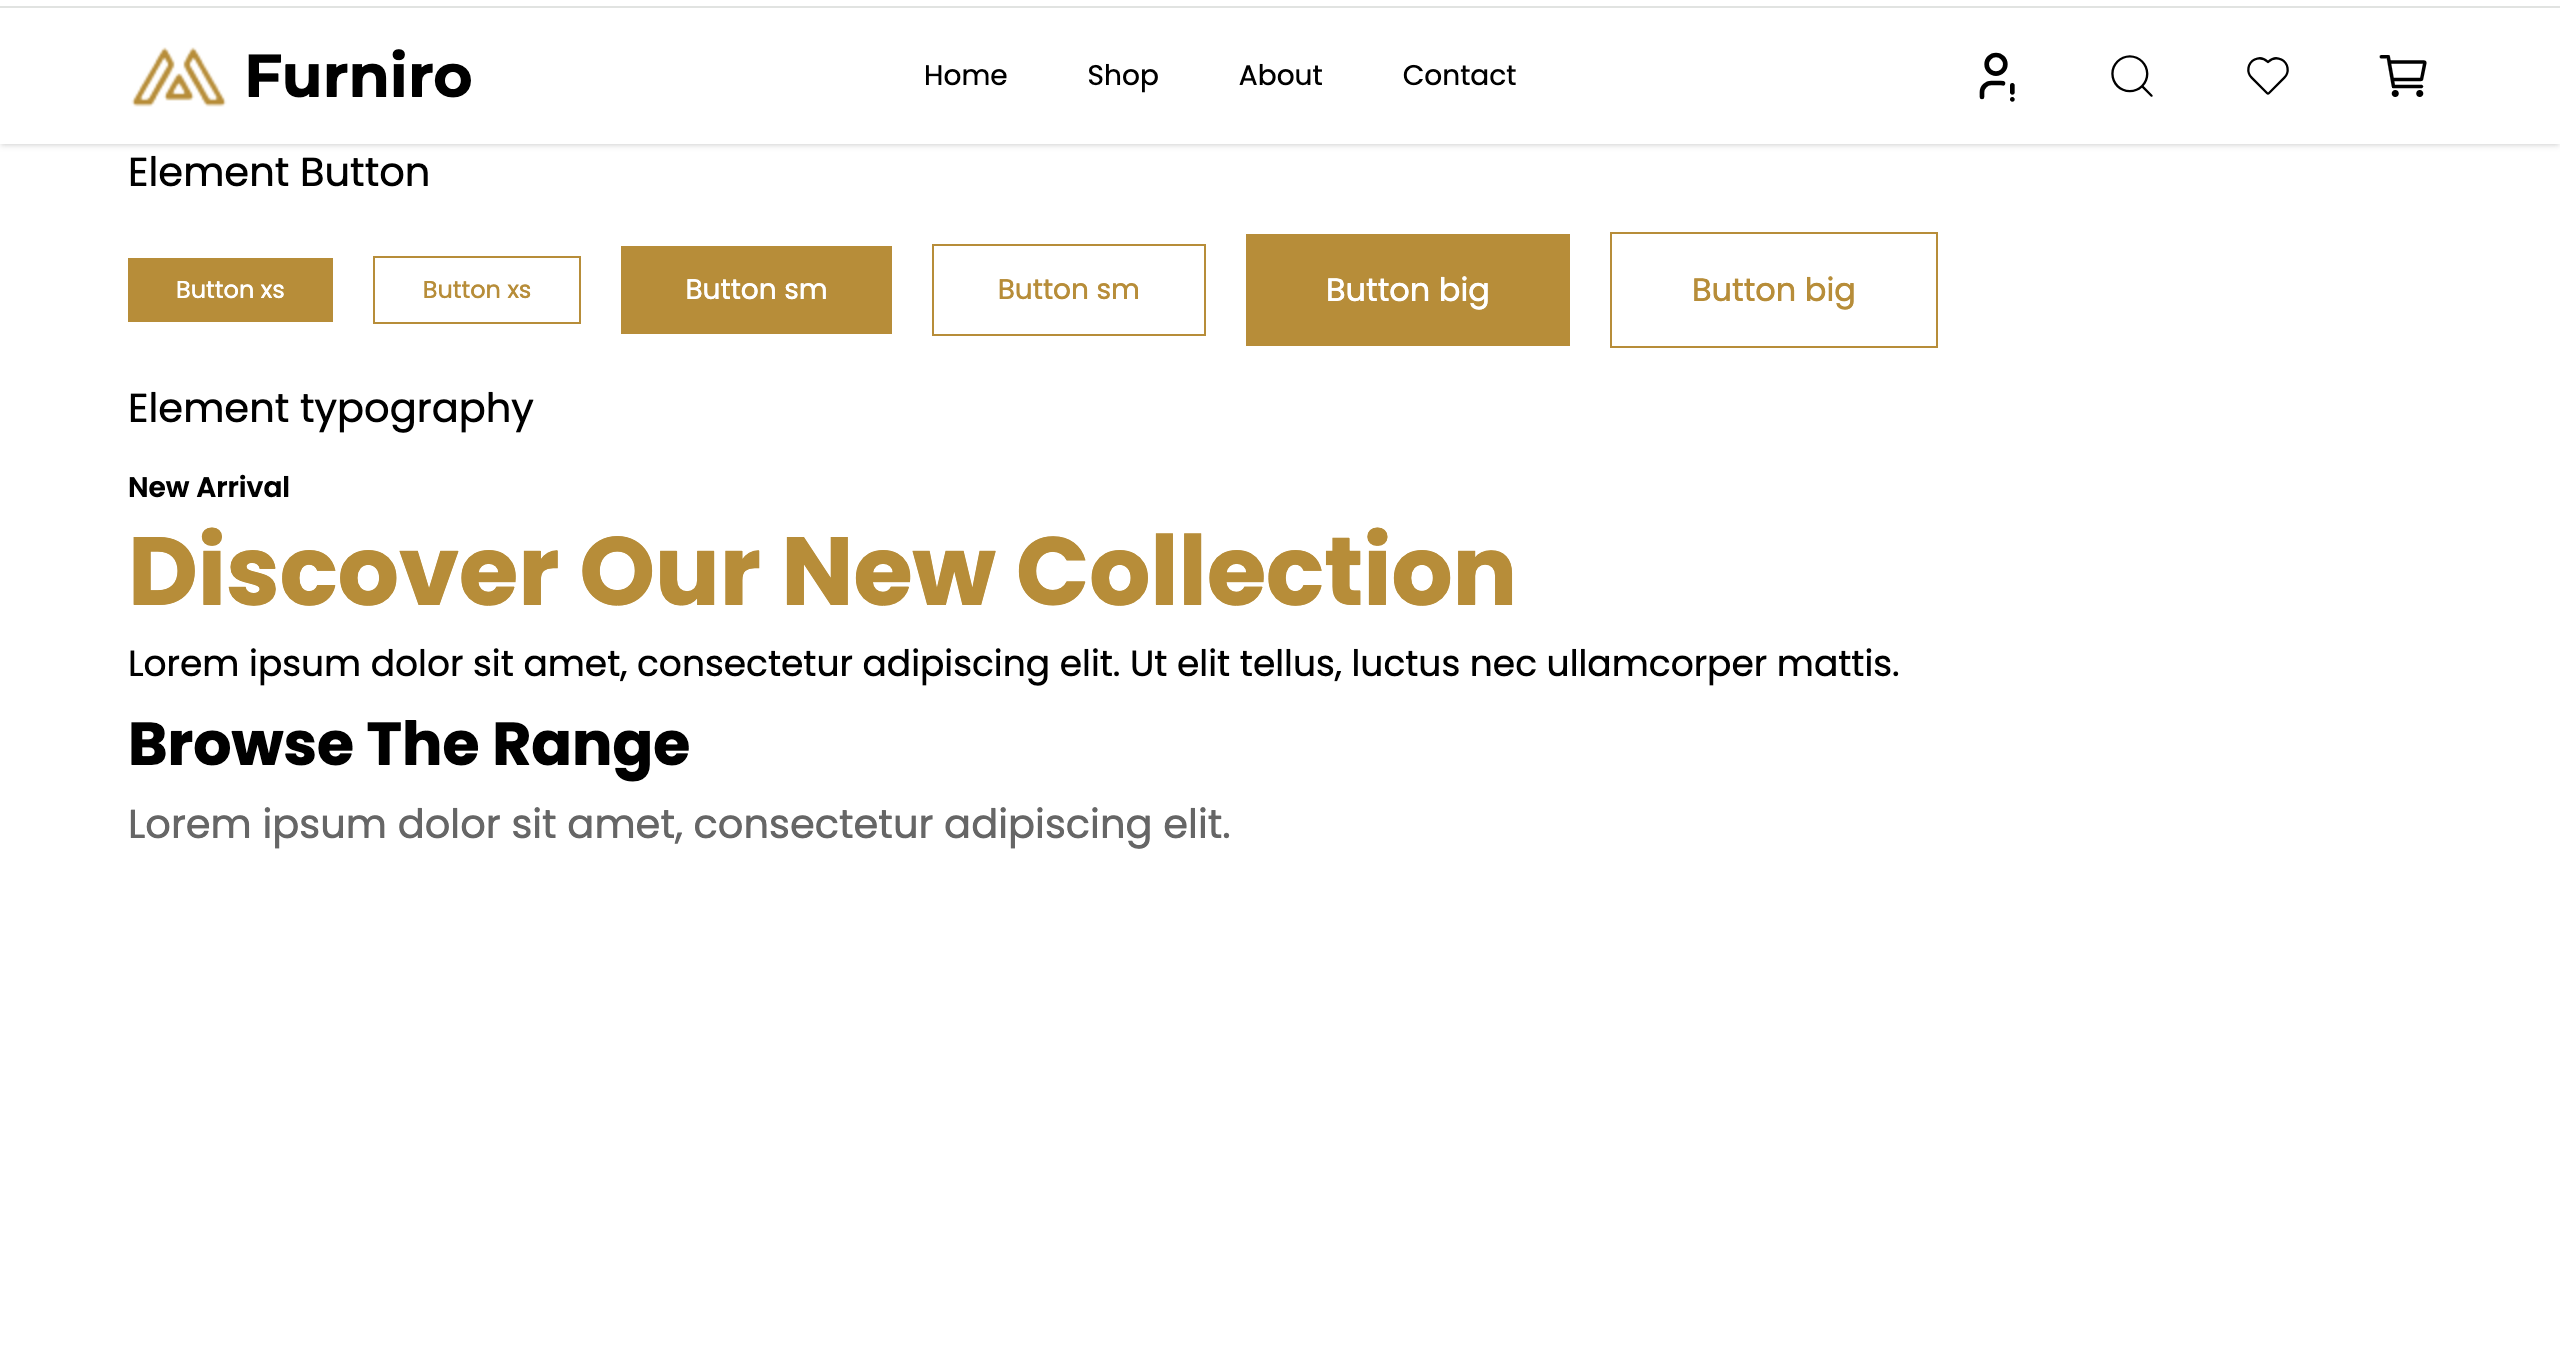 Furniro
Home Shop About Contact
Element Button
Button xs Button xs Button sm Button sm Button big Button big
Element typography
New Arrival
Discover Our New Collection
Lorem ipsum dolor sit amet, consectetur adipiscing elit. Ut elit tellus, luctus nec ullamcorper mattis.
Browse The Range
Lorem ipsum dolor sit amet, consectetur adipiscing elit.